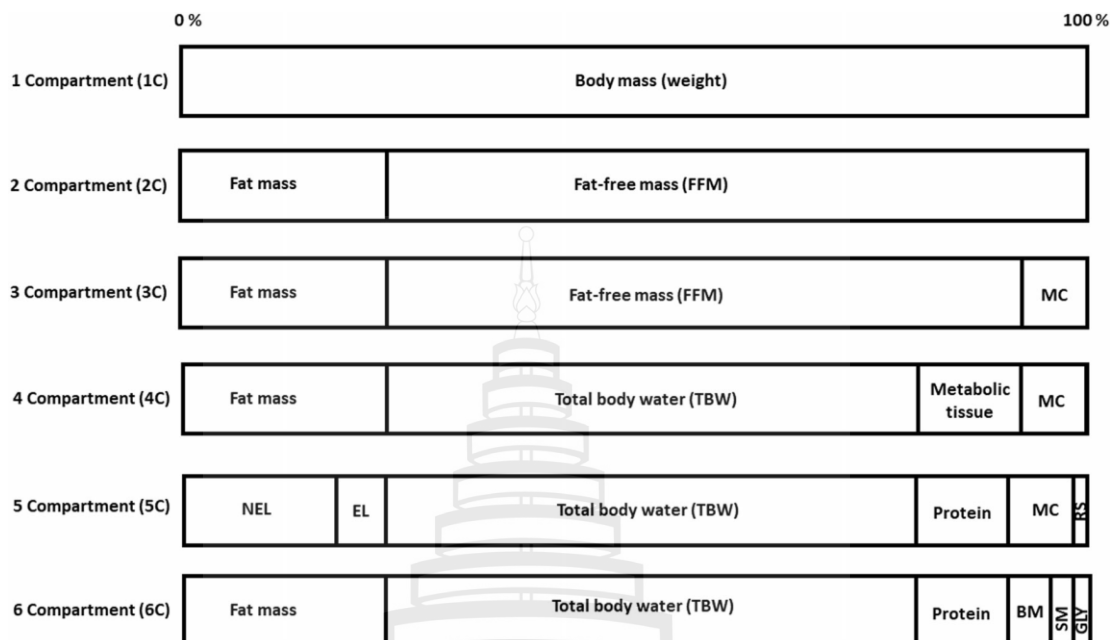 0 % 100 %
1 Compartment (1C) Body mass (weight)
2 Compartment (2C) Fat mass Fat-free mass (FFM)
3 Compartment (3C) Fat mass Fat-free mass (FFM) MC
4 Compartment (4C) Fat mass Total body water (TBW) Metabolic
tissue MC
5 Compartment (5C) NEL EL Total body water (TBW) Protein MC RS
6 Compartment (6C) Fat mass Total body water (TBW) Protein BM SM GLY